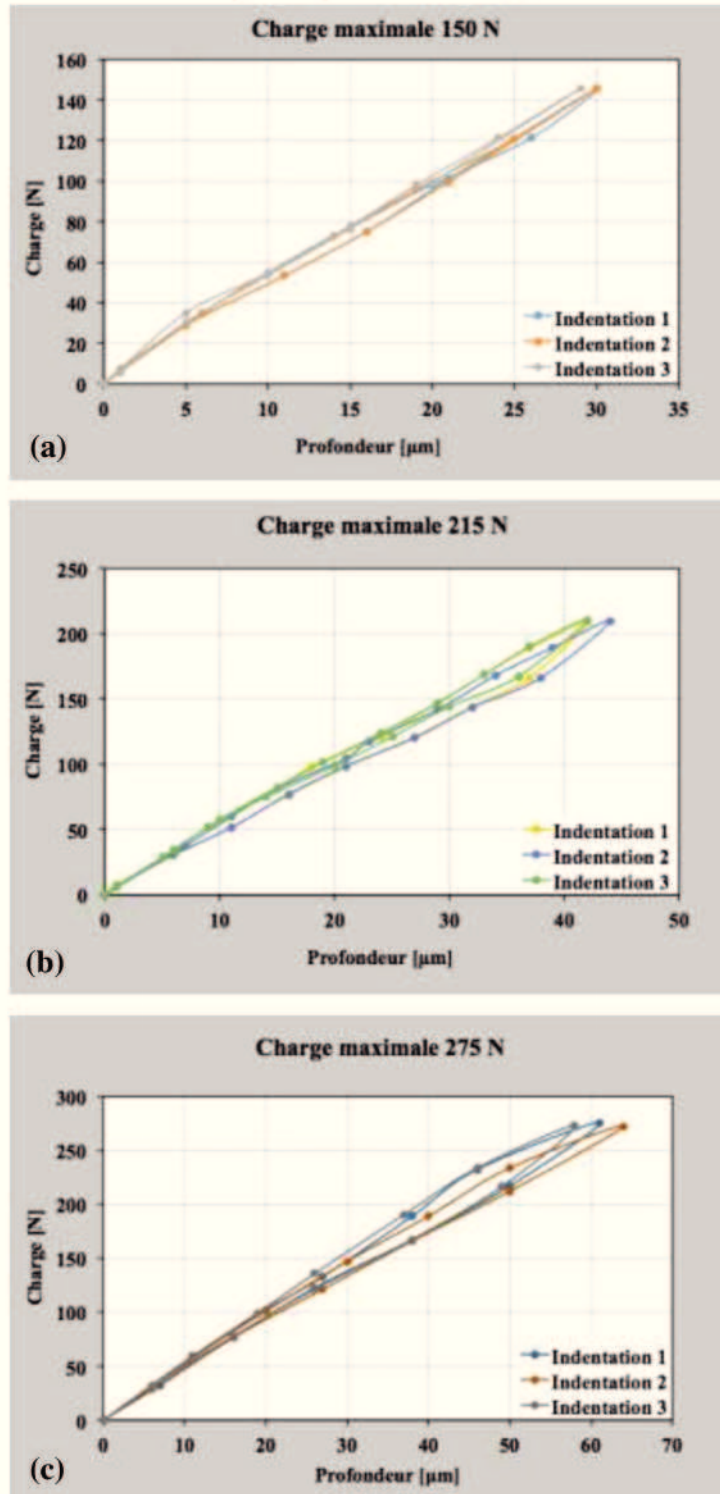 Charge maximale 150 N
160
140
120
100
80
60
40
20
0
Charge [N]
Indentation 1
Indentation 2
Indentation 3
0 5 10 15 20 25 30 35
(a)
Profondeur [µm]
Charge maximale 215 N
250
200
150
100
50
0
Charge [N]
Indentation 1
Indentation 2
Indentation 3
0 10 20 30 40 50
(b)
Profondeur [µm]
Charge maximale 275 N
300
250
200
150
100
50
0
Charge [N]
Indentation 1
Indentation 2
Indentation 3
0 10 20 30 40 50 60 70
(c)
Profondeur [µm]